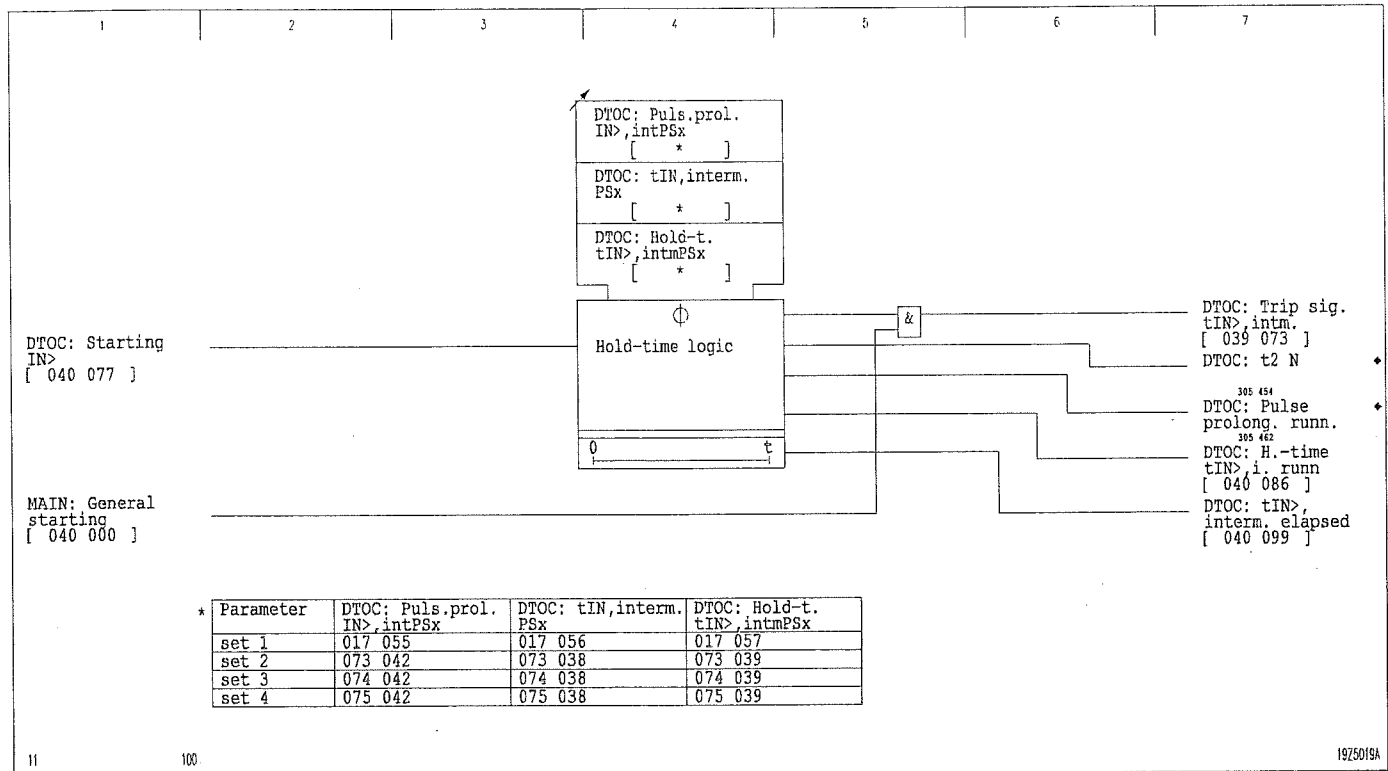 1 2 3 4 5 6 7
DTOC: Puls.prol.
IN>,intPSx
[ * ]
DTOC: tIN,interm.
PSx
[ * ]
DTOC: Hold-t.
tIN>,intmPSx
[ * ]
Hold-time logic
0 t
DTOC: Starting
IN>
[ 040 077 ]
MAIN: General
starting
[ 040 000 ]
&
DTOC: Trip sig.
tIN>,intm.
[ 039 073 ]
DTOC: t2 N
305 454
DTOC: Pulse
prolong. runn.
305 462
DTOC: H.-time
tIN>,i. runn
[ 040 086 ]
DTOC: tIN>,
interm. elapsed
[ 040 099 ]
* Parameter DTOC: Puls.prol. DTOC: tIN,interm. DTOC: Hold-t.
IN>,intPSx PSx tIN>,intmPSx
set 1 017 055 017 056 017 057
set 2 073 042 073 038 073 039
set 3 074 042 074 038 074 039
set 4 075 042 075 038 075 039
11 100 19Z5019A